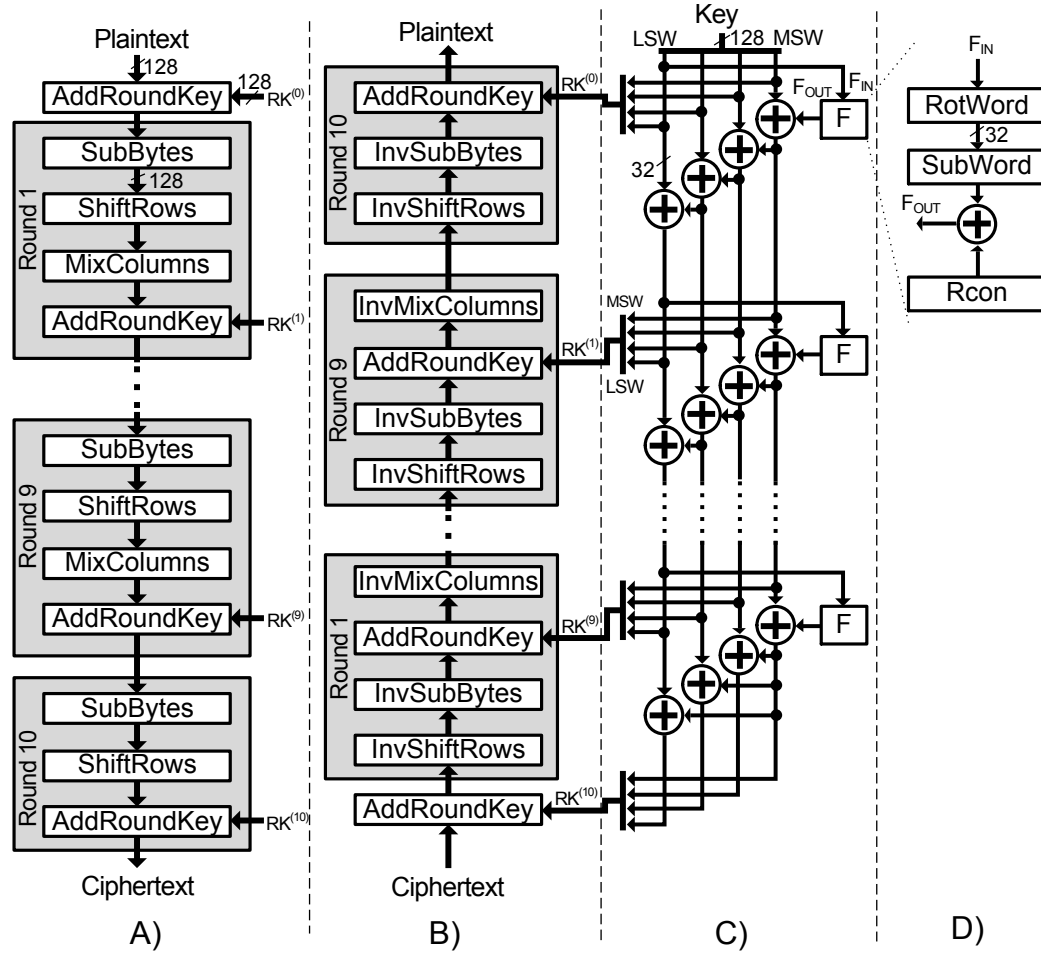 Plaintext
128
AddRoundKey
128
RK(0)
Round 1
SubBytes
128
ShiftRows
MixColumns
AddRoundKey
RK(1)
Round 9
SubBytes
ShiftRows
MixColumns
AddRoundKey
RK(9)
Round 10
SubBytes
ShiftRows
AddRoundKey
RK(10)
Ciphertext
A)
Plaintext
Round 10
AddRoundKey
RK(0)
InvSubBytes
InvShiftRows
Round 9
InvMixColumns
AddRoundKey
RK(1)
InvSubBytes
InvShiftRows
Round 1
InvMixColumns
AddRoundKey
RK(9)
InvSubBytes
InvShiftRows
AddRoundKey
RK(10)
Ciphertext
B)
Key
LSW 128 MSW
FOUT FIN
F
32
MSW
F
LSW
F
C)
FIN
RotWord
32
SubWord
FOUT
Rcon
D)